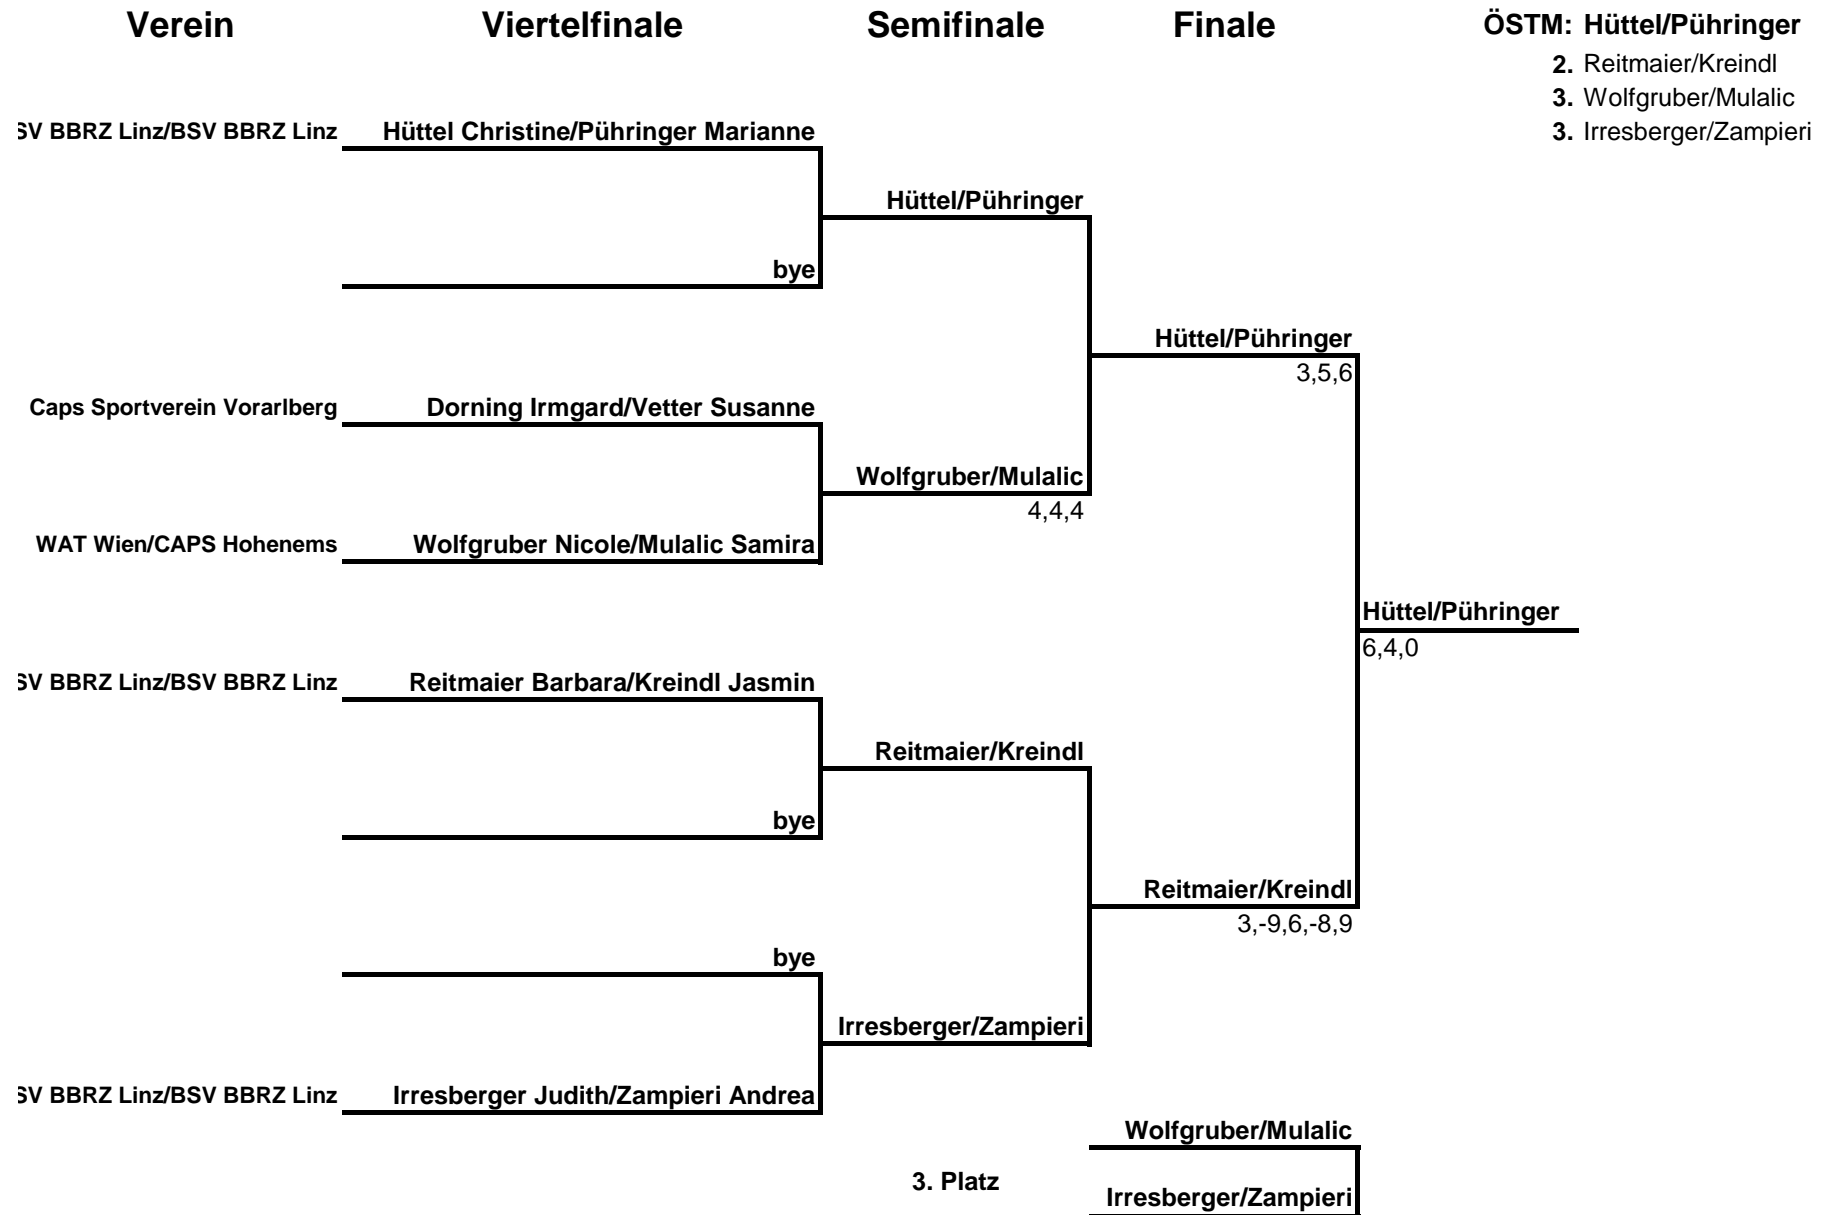 Verein Viertelfinale Semifinale Finale ÖSTM: Hüttel/Pühringer
2. Reitmaier/Kreindl
3. Wolfgruber/Mulalic
SV BBRZ Linz/BSV BBRZ Linz Hüttel Christine/Pühringer Marianne 3. Irresberger/Zampieri
Hüttel/Pühringer
bye
Hüttel/Pühringer
3,5,6
Caps Sportverein Vorarlberg Dorning Irmgard/Vetter Susanne
Wolfgruber/Mulalic
4,4,4
WAT Wien/CAPS Hohenems Wolfgruber Nicole/Mulalic Samira
Hüttel/Pühringer
6,4,0
SV BBRZ Linz/BSV BBRZ Linz Reitmaier Barbara/Kreindl Jasmin
Reitmaier/Kreindl
bye
Reitmaier/Kreindl
3,-9,6,-8,9
bye
Irresberger/Zampieri
SV BBRZ Linz/BSV BBRZ Linz Irresberger Judith/Zampieri Andrea
Wolfgruber/Mulalic
3. Platz
Irresberger/Zampieri